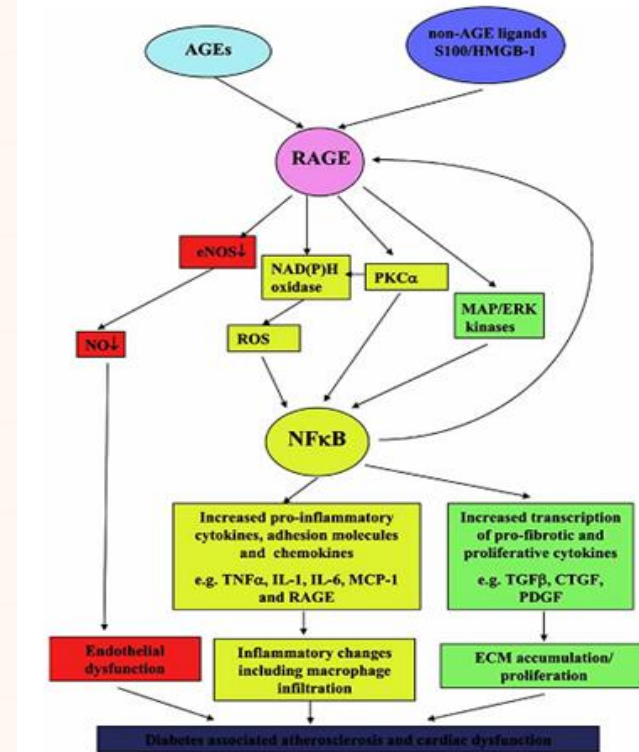 AGEs
non-AGE ligands
S100/HMGB-1
RAGE
eNOS↓
NAD(P)H
oxidase
PKCα
MAP/ERK
kinases
NO↓
ROS
NFκB
Increased pro-inflammatory
cytokines, adhesion molecules
and chemokines
e.g. TNFα, IL-1, IL-6, MCP-1
and RAGE
Increased transcription
of pro-fibrotic and
proliferative cytokines
e.g. TGFβ, CTGF,
PDGF
Endothelial
dysfunction
Inflammatory changes
including macrophage
infiltration
ECM accumulation/
proliferation
Diabetes associated atherosclerosis and cardiac dysfunction